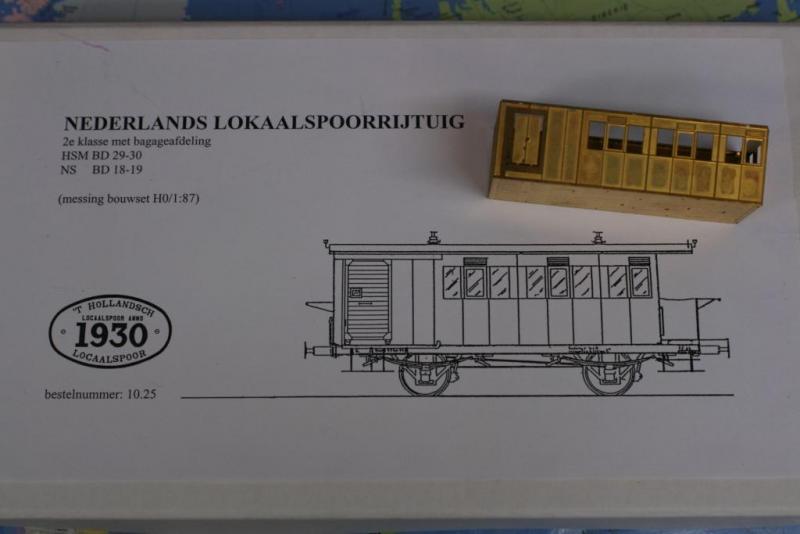 NEDERLANDS LOKAALSPOORRIJTUIG
2e klasse met bagageafdeling
HSM BD 29-30
NS BD 18-19
(messing bouwset H0/1:87)
'T HOLLANDSCH
LOCAALSPOOR ANNO
1930
LOCAALSPOOR
bestelnummer: 10.25